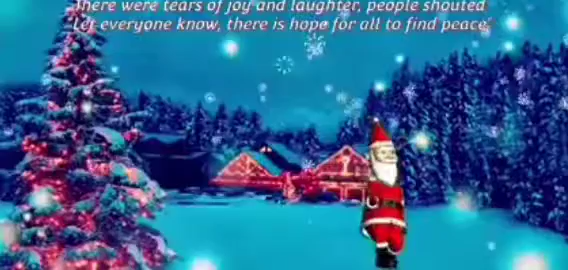 There were tears of joy and laughter, people shouted
"Let everyone know, there is hope for all to find peace"